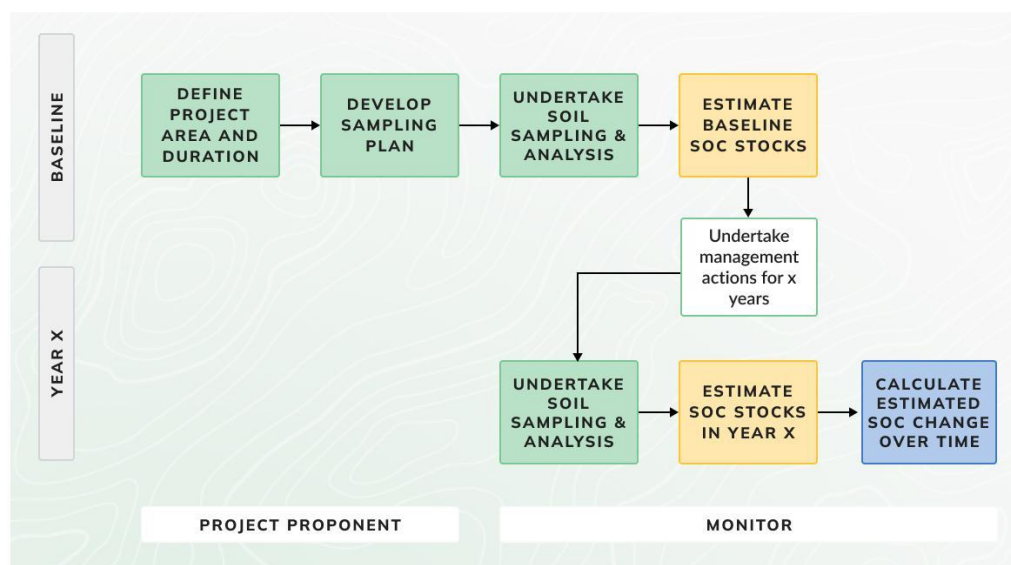 BASELINE
DEFINE
PROJECT
AREA AND
DURATION
DEVELOP
SAMPLING
PLAN
UNDERTAKE
SOIL
SAMPLING &
ANALYSIS
ESTIMATE
BASELINE
SOC STOCKS
Undertake
management
actions for x
years
YEAR X
UNDERTAKE
SOIL
SAMPLING &
ANALYSIS
ESTIMATE
SOC STOCKS
IN YEAR X
CALCULATE
ESTIMATED
SOC CHANGE
OVER TIME
PROJECT PROPONENT
MONITOR